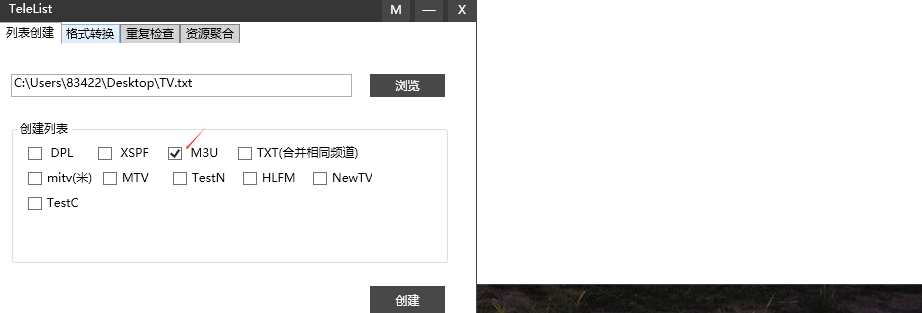 TeleList M — X
列表创建 格式转换 重复检查 资源聚合
C:\Users\83422\Desktop\TV.txt 浏览
创建列表
DPL XSPF M3U TXT(合并相同频道)
mitv(米) MTV TestN HLFM NewTV
TestC
创建